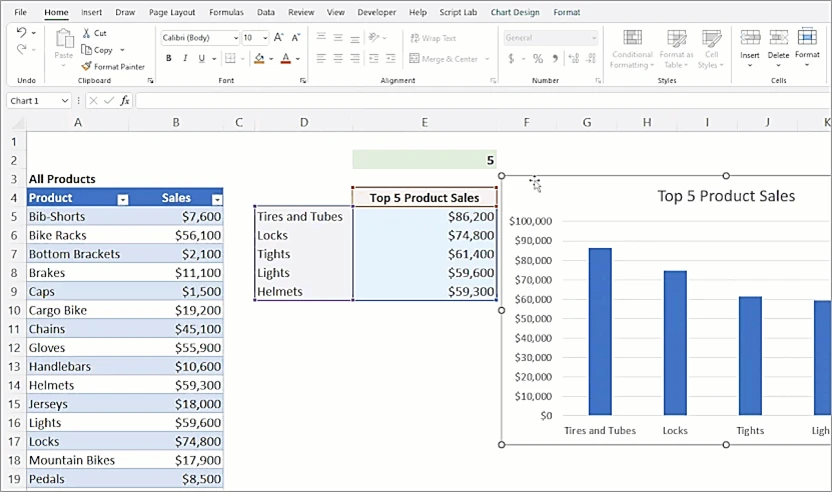 File Home Insert Draw Page Layout Formulas Data Review View Developer Help Script Lab Chart Design Format
Cut
Copy
Format Painter
Paste
Calibri (Body) 10 A A
B I U A
Wrap Text
Merge & Center
General
$ % 9
Conditional Formatting
Format as Table
Cell Styles
Insert Delete Format
Undo Clipboard Font Alignment Number Styles Cells
Chart 1 fx
A B C D E F G H I J K
1
2 5
3 All Products
4 Product Sales Top 5 Product Sales
5 Bib-Shorts $7,600 Tires and Tubes $86,200
6 Bike Racks $56,100 Locks $74,800
7 Bottom Brackets $2,100 Tights $61,400
8 Brakes $11,100 Lights $59,600
9 Caps $1,500 Helmets $59,300
10 Cargo Bike $19,200
11 Chains $45,100
12 Gloves $55,900
13 Handlebars $10,600
14 Helmets $59,300
15 Jerseys $18,000
16 Lights $59,600
17 Locks $74,800
18 Mountain Bikes $17,900
19 Pedals $8,500
Top 5 Product Sales
$100,000
$90,000
$80,000
$70,000
$60,000
$50,000
$40,000
$30,000
$20,000
$10,000
$0
Tires and Tubes Locks Tights Ligh